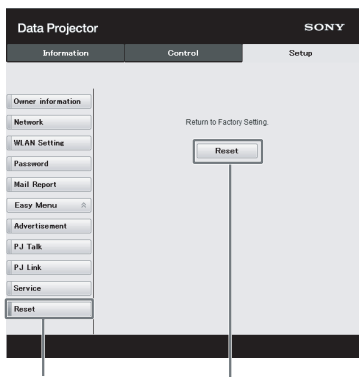 Data Projector
SONY
Information Control Setup
Owner information
Network
WLAN Setting
Password
Mail Report
Easy Menu
Advertisement
PJ Talk
PJ Link
Service
Reset
Return to Factory Setting.
Reset